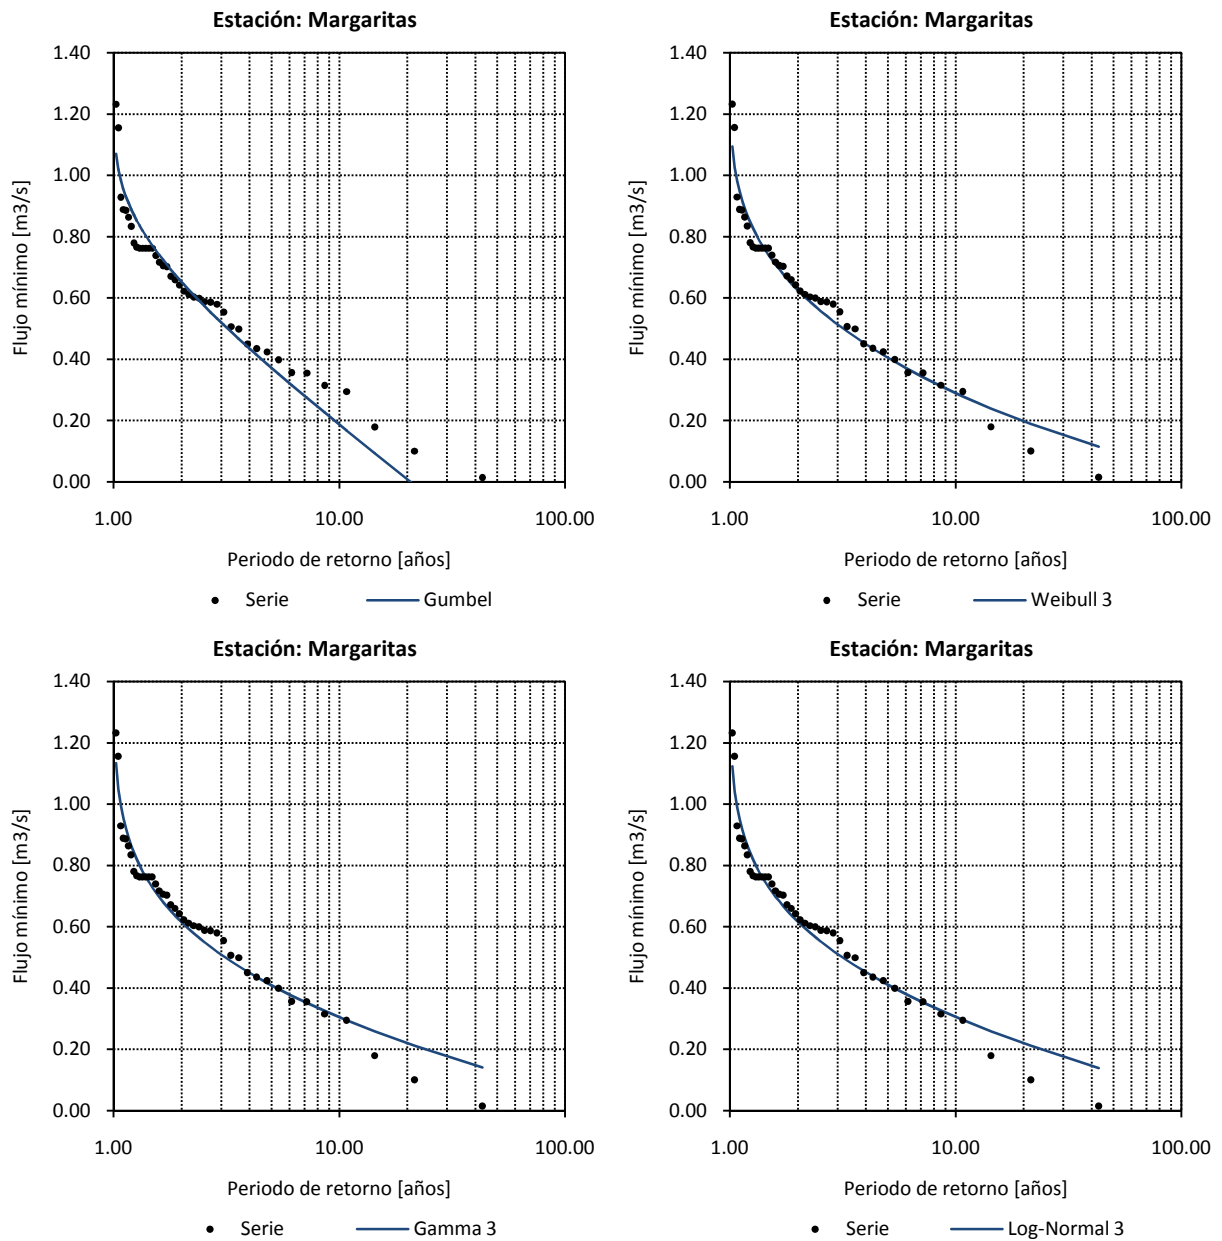 Estación: Margaritas
Flujo mínimo [m3/s]
1.40
1.20
1.00
0.80
0.60
0.40
0.20
0.00
1.00 10.00 100.00
Periodo de retorno [años]
Serie Gumbel
Estación: Margaritas
Flujo mínimo [m3/s]
1.40
1.20
1.00
0.80
0.60
0.40
0.20
0.00
1.00 10.00 100.00
Periodo de retorno [años]
Serie Weibull 3
Estación: Margaritas
Flujo mínimo [m3/s]
1.40
1.20
1.00
0.80
0.60
0.40
0.20
0.00
1.00 10.00 100.00
Periodo de retorno [años]
Serie Gamma 3
Estación: Margaritas
Flujo mínimo [m3/s]
1.40
1.20
1.00
0.80
0.60
0.40
0.20
0.00
1.00 10.00 100.00
Periodo de retorno [años]
Serie Log-Normal 3